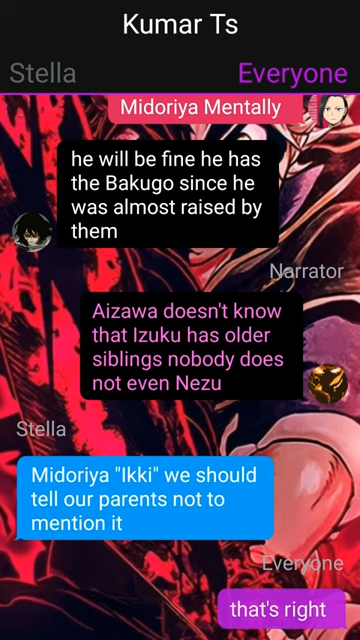 Kumar Ts
Stella
Everyone
Midoriya Mentally
he will be fine he has
the Bakugo since he
was almost raised by
them
Narrator
Aizawa doesn't know
that Izuku has older
siblings nobody does
not even Nezu
Stella
Midoriya "Ikki" we should
tell our parents not to
mention it
Everyone
that's right